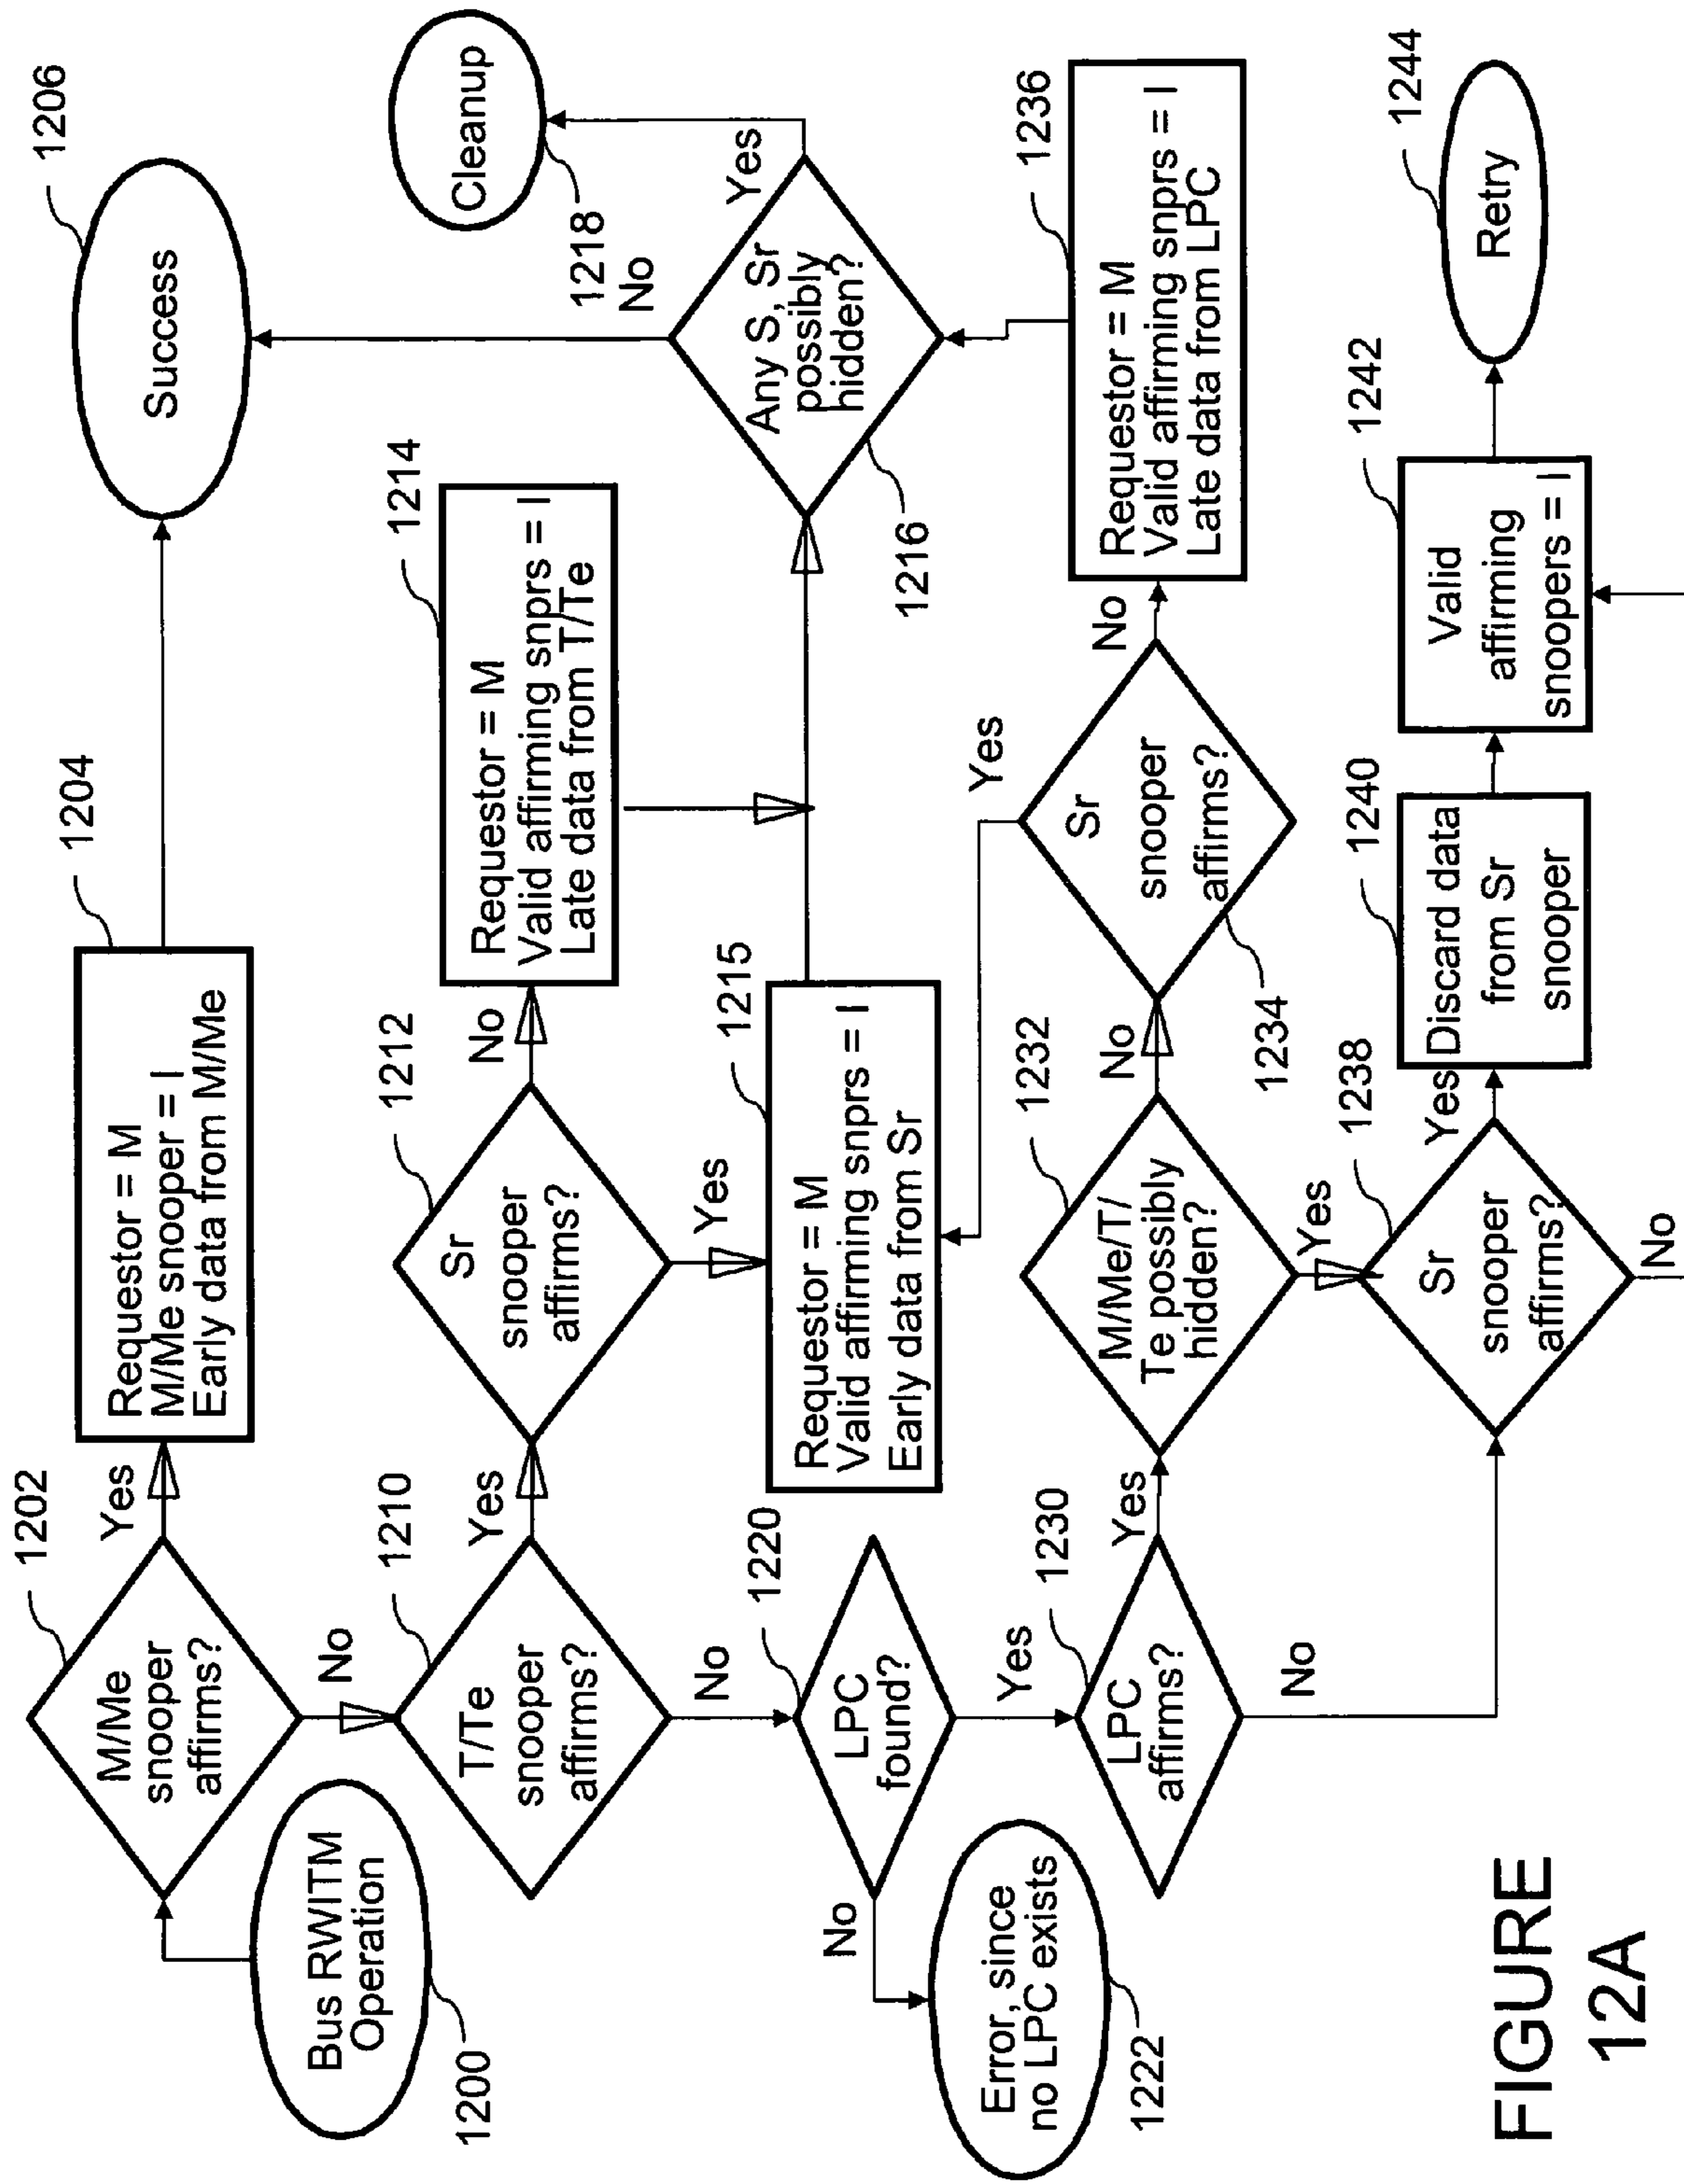 1200
Bus RWITM
Operation
1202
M/Me
snooper
affirms?
Yes
No
1204
Requestor = M
M/Me snooper = I
Early data from M/Me
1206
Success
1210
T/Te
snooper
affirms?
Yes
No
1212
Sr
snooper
affirms?
No
Yes
1214
Requestor = M
Valid affirming snprs = I
Late data from T/Te
1215
Requestor = M
Valid affirming snprs = I
Early data from Sr
1216
Any S, Sr
possibly
hidden?
No
Yes
1218
Cleanup
1220
LPC
found?
No
Yes
1222
Error, since
no LPC exists
1230
LPC
affirms?
Yes
No
1232
M/Me/T/
Te possibly
hidden?
No
Yes
1234
Sr
snooper
affirms?
Yes
No
1236
Requestor = M
Valid affirming snprs = I
Late data from LPC
1238
Sr
snooper
affirms?
Yes
No
1240
Discard data
from Sr
snooper
1242
Valid
affirming
snoopers = I
1244
Retry
FIGURE
12A